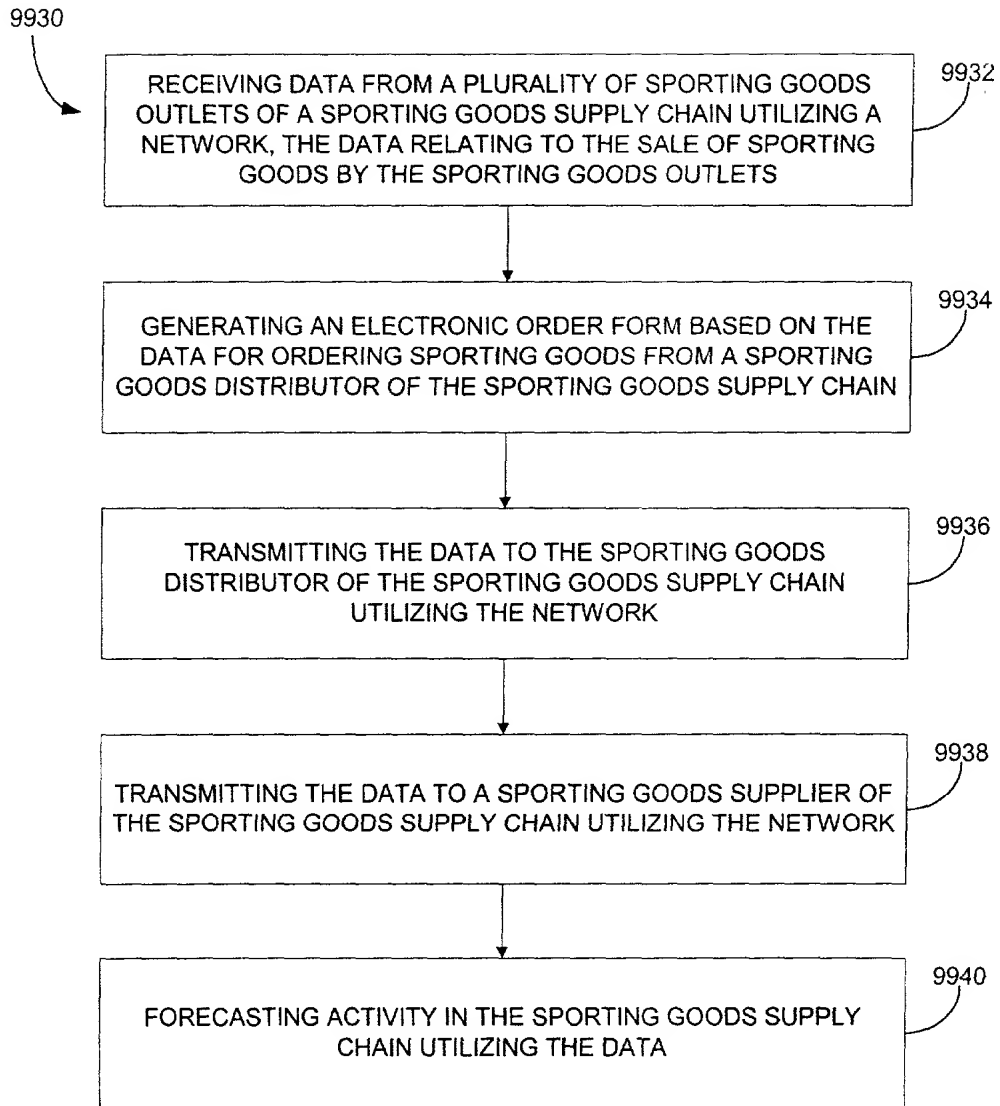 9930
RECEIVING DATA FROM A PLURALITY OF SPORTING GOODS
OUTLETS OF A SPORTING GOODS SUPPLY CHAIN UTILIZING A
NETWORK, THE DATA RELATING TO THE SALE OF SPORTING
GOODS BY THE SPORTING GOODS OUTLETS
9932
GENERATING AN ELECTRONIC ORDER FORM BASED ON THE
DATA FOR ORDERING SPORTING GOODS FROM A SPORTING
GOODS DISTRIBUTOR OF THE SPORTING GOODS SUPPLY CHAIN
9934
TRANSMITTING THE DATA TO THE SPORTING GOODS
DISTRIBUTOR OF THE SPORTING GOODS SUPPLY CHAIN
UTILIZING THE NETWORK
9936
TRANSMITTING THE DATA TO A SPORTING GOODS SUPPLIER OF
THE SPORTING GOODS SUPPLY CHAIN UTILIZING THE NETWORK
9938
FORECASTING ACTIVITY IN THE SPORTING GOODS SUPPLY
CHAIN UTILIZING THE DATA
9940